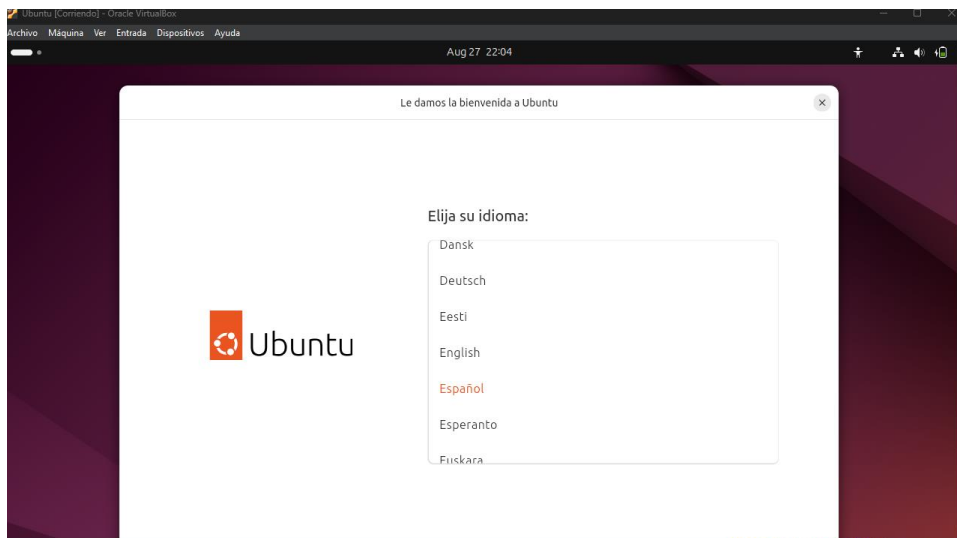 Ubuntu [Corriendo] - Oracle VirtualBox
Archivo Máquina Ver Entrada Dispositivos Ayuda
Aug 27 22:04
Le damos la bienvenida a Ubuntu
Elija su idioma:
Dansk
Deutsch
Eesti
English
Español
Esperanto
Euskara
Ubuntu